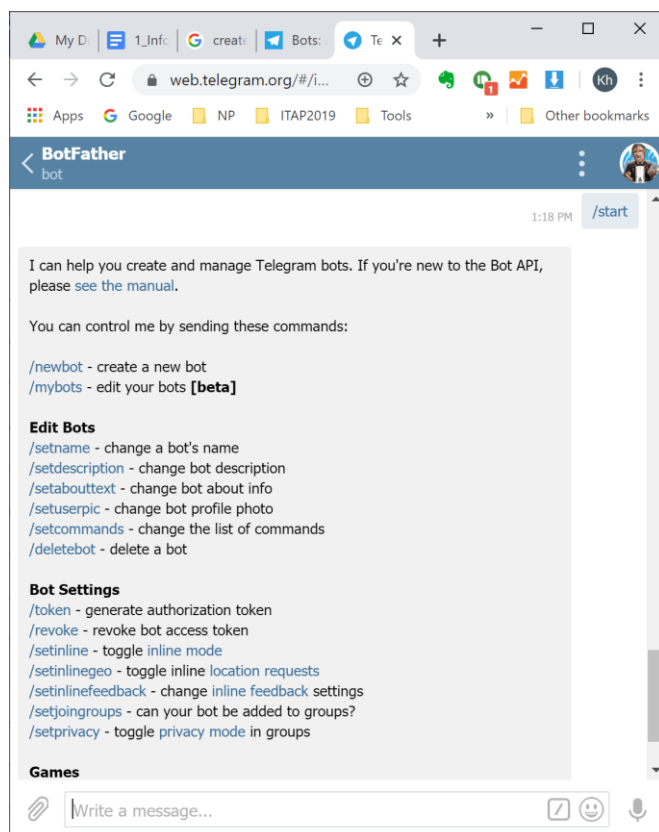 My D
1_Info
create
Bots:
Te
web.telegram.org/#/i...
1
Kh
Apps
Google
NP
ITAP2019
Tools
»
Other bookmarks
BotFather
bot
1:18 PM
/start
I can help you create and manage Telegram bots. If you're new to the Bot API,
please see the manual.
You can control me by sending these commands:
/newbot - create a new bot
/mybots - edit your bots [beta]
Edit Bots
/setname - change a bot's name
/setdescription - change bot description
/setabouttext - change bot about info
/setuserpic - change bot profile photo
/setcommands - change the list of commands
/deletebot - delete a bot
Bot Settings
/token - generate authorization token
/revoke - revoke bot access token
/setinline - toggle inline mode
/setinlinegeo - toggle inline location requests
/setinlinefeedback - change inline feedback settings
/setjoingroups - can your bot be added to groups?
/setprivacy - toggle privacy mode in groups
Games
Write a message...